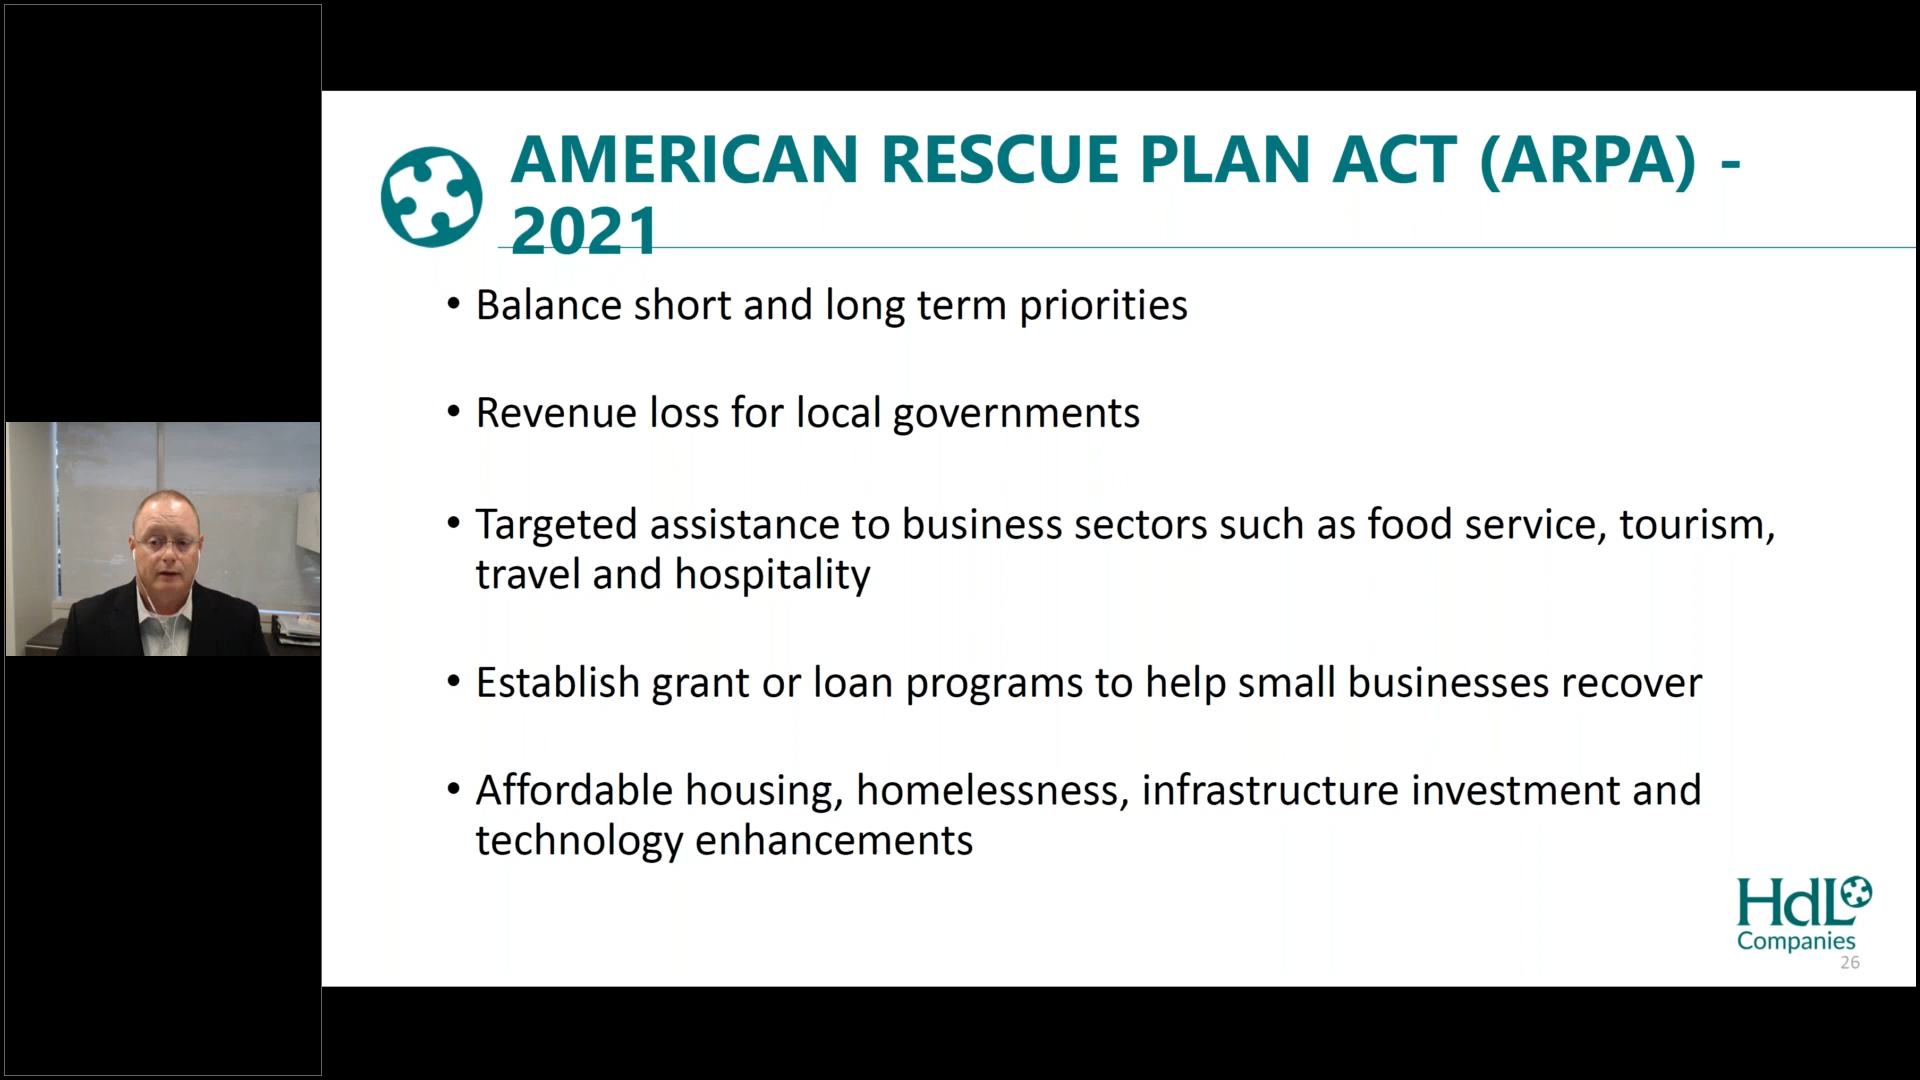 AMERICAN RESCUE PLAN ACT (ARPA) -
2021
• Balance short and long term priorities
• Revenue loss for local governments
• Targeted assistance to business sectors such as food service, tourism,
travel and hospitality
• Establish grant or loan programs to help small businesses recover
• Affordable housing, homelessness, infrastructure investment and
technology enhancements
HdL
Companies
26